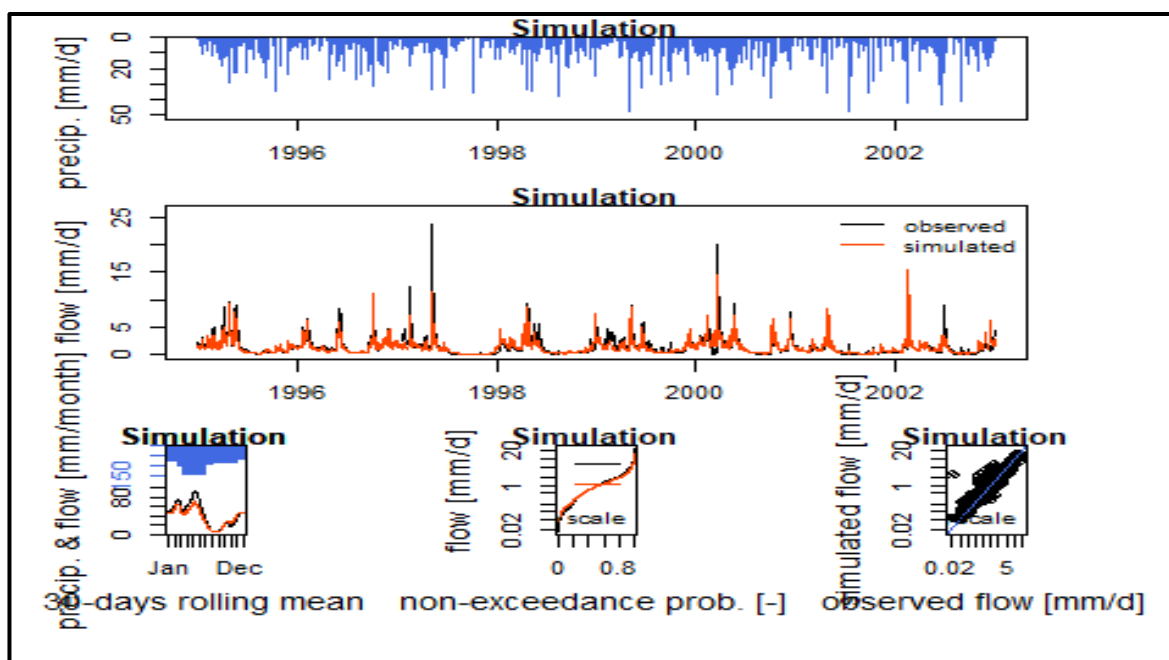 Simulation
precip. [mm/d]
0
20
50
1996 1998 2000 2002
Simulation
flow [mm/d]
25
15
5
0
observed
simulated
1996 1998 2000 2002
Simulation
precip. & flow [mm/month]
150
80
0
Jan Dec
30-days rolling mean
Simulation
flow [mm/d]
20
1
0.02
scale
0 0.8
non-exceedance prob. [-]
Simulation
simulated flow [mm/d]
20
1
0.02
scale
0.02 5
observed flow [mm/d]